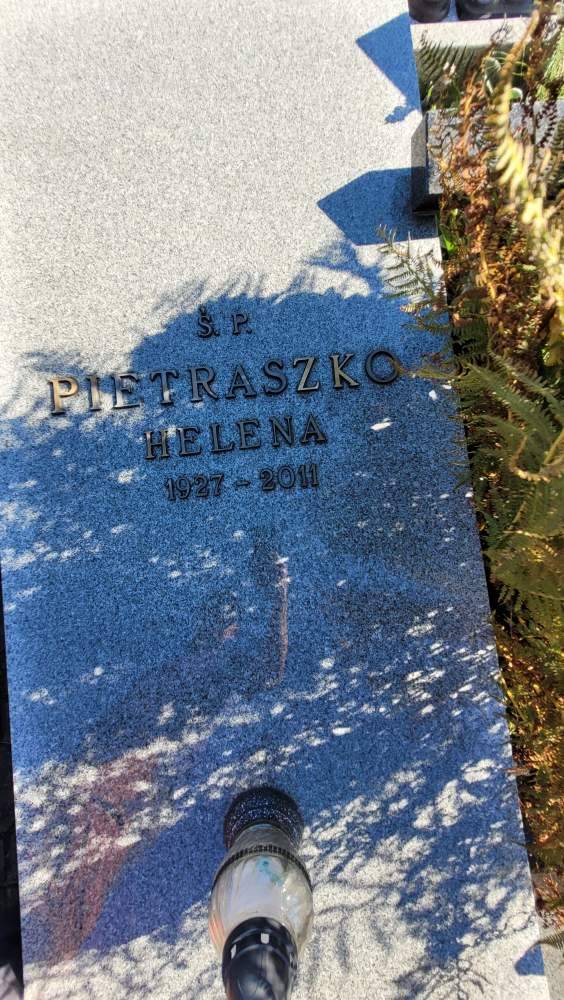 Ś. P.
PIETRASZKO
HELENA
1927 - 2011